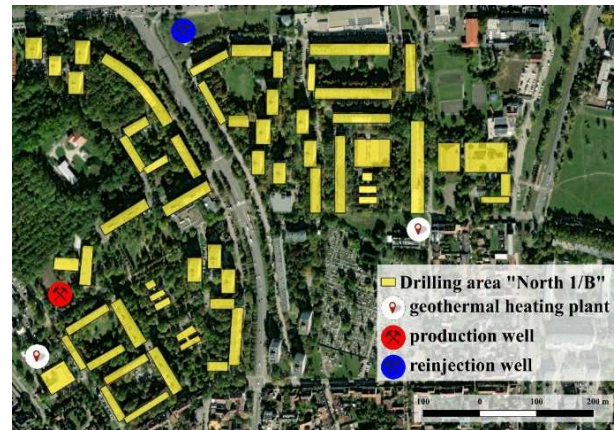 Drilling area "North 1/B"
geothermal heating plant
production well
reinjection well
100 0 100 200 m